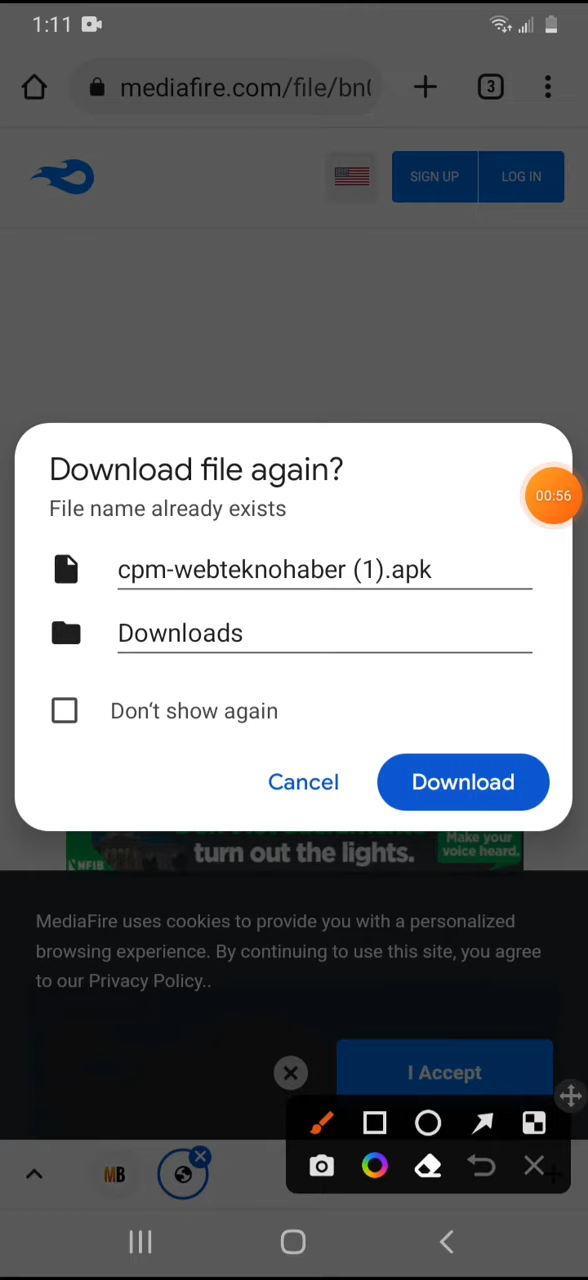 1:11
mediafire.com/file/bn
3
SIGN UP
LOG IN
Download file again?
File name already exists
00:56
cpm-webteknohaber (1).apk
Downloads
Don't show again
Cancel
Download
turn out the lights.
Make your
voice heard.
NFIB
MediaFire uses cookies to provide you with a personalized
browsing experience. By continuing to use this site, you agree
to our Privacy Policy..
I Accept
MB